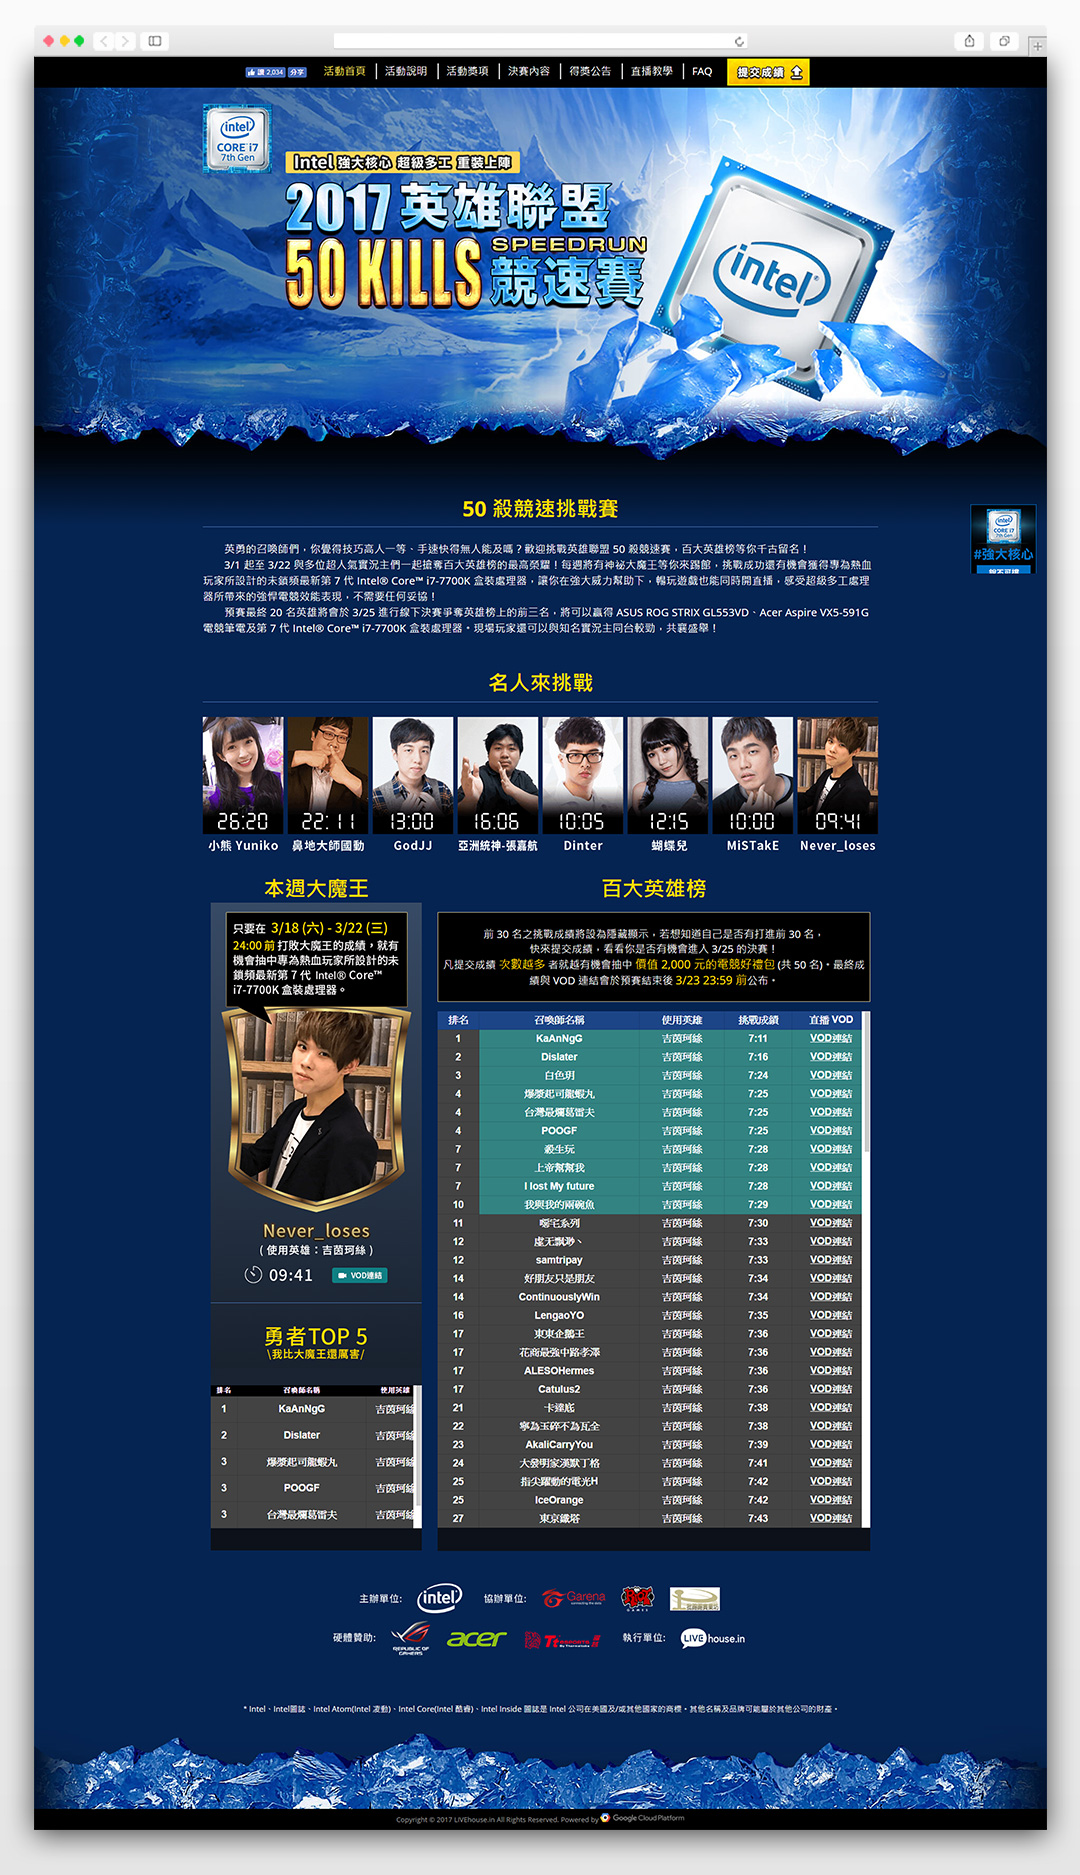 讚 2,034 分享 活動首頁 活動說明 活動獎項 決賽內容 得獎公告 直播教學 FAQ 提交成績
intel
CORE i7
7th Gen
Intel 強大核心 超級多工 重裝上陣
2017 英雄聯盟
50 KILLS SPEEDRUN 競速賽
intel
50 殺競速挑戰賽
intel
CORE i7
7th Gen
#強大核心
英勇的召喚師們，你覺得技巧高人一等、手速快得無人能及嗎？歡迎挑戰英雄聯盟 50 殺競速賽，百大英雄榜等你千古留名！
3/1 起至 3/22 與多位超人氣實況主們一起搶奪百大英雄榜的最高榮耀！每週將有神祕大魔王等你來踢館，挑戰成功還有機會獲得專為熱血
玩家所設計的未鎖頻最新第 7 代 Intel® Core™ i7-7700K 盒裝處理器，讓你在強大威力幫助下，暢玩遊戲也能同時開直播，感受超級多工處理
器所帶來的強悍電競效能表現，不需要任何妥協！
預賽最終 20 名英雄將會於 3/25 進行線下決賽爭奪英雄榜上的前三名，將可以贏得 ASUS ROG STRIX GL553VD、Acer Aspire VX5-591G
電競筆電及第 7 代 Intel® Core™ i7-7700K 盒裝處理器。現場玩家還可以與知名實況主同台較勁，共襄盛舉！
名人來挑戰
26:20 22:11 13:00 16:06 10:05 12:15 10:00 09:41
小熊 Yuniko 鼻地大師國動 GodJJ 亞洲統神-張嘉航 Dinter 蝴蝶兒 MiSTakE Never_loses
本週大魔王
只要在 3/18 (六) - 3/22 (三)
24:00 前 打敗大魔王的成績，就有
機會抽中專為熱血玩家所設計的未
鎖頻最新第 7 代 Intel® Core™
i7-7700K 盒裝處理器。
Never_loses
( 使用英雄：吉茵珂絲 )
09:41 VOD連結
勇者TOP 5
\我比大魔王還厲害/
排名 召喚師名稱 使用英雄
1 KaAnNgG 吉茵珂絲
2 Dislater 吉茵珂絲
3 爆漿起司龍蝦丸 吉茵珂絲
3 POOGF 吉茵珂絲
3 台灣最爛葛雷夫 吉茵珂絲
百大英雄榜
前 30 名之挑戰成績將設為隱藏顯示，若想知道自己是否有打進前 30 名，
快來提交成績，看看你是否有機會進入 3/25 的決賽！
凡提交成績 次數越多 者就越有機會抽中 價值 2,000 元的電競好禮包 (共 50 名)。最終成
績與 VOD 連結會於預賽結束後 3/23 23:59 前公布。
排名 召喚師名稱 使用英雄 挑戰成績 直播 VOD
1 KaAnNgG 吉茵珂絲 7:11 VOD連結
2 Dislater 吉茵珂絲 7:16 VOD連結
3 白色玥 吉茵珂絲 7:24 VOD連結
4 爆漿起司龍蝦丸 吉茵珂絲 7:25 VOD連結
4 台灣最爛葛雷夫 吉茵珂絲 7:25 VOD連結
4 POOGF 吉茵珂絲 7:25 VOD連結
7 殺生玩 吉茵珂絲 7:28 VOD連結
7 上帝幫幫我 吉茵珂絲 7:28 VOD連結
7 I lost My future 吉茵珂絲 7:28 VOD連結
10 我與我的兩碗魚 吉茵珂絲 7:29 VOD連結
11 噁宅系列 吉茵珂絲 7:30 VOD連結
12 虛无飄渺丶 吉茵珂絲 7:33 VOD連結
12 samtripay 吉茵珂絲 7:33 VOD連結
14 好朋友只是朋友 吉茵珂絲 7:34 VOD連結
14 ContinuouslyWin 吉茵珂絲 7:34 VOD連結
16 LengaoYO 吉茵珂絲 7:35 VOD連結
17 東東企鵝王 吉茵珂絲 7:36 VOD連結
17 花商最強中路孝澤 吉茵珂絲 7:36 VOD連結
17 ALESOHermes 吉茵珂絲 7:36 VOD連結
17 Catulus2 吉茵珂絲 7:36 VOD連結
21 卡達底 吉茵珂絲 7:38 VOD連結
22 寧為玉碎不為瓦全 吉茵珂絲 7:38 VOD連結
23 AkaliCarryYou 吉茵珂絲 7:39 VOD連結
24 大發明家漢默丁格 吉茵珂絲 7:41 VOD連結
25 指尖躍動的電光H 吉茵珂絲 7:42 VOD連結
25 IceOrange 吉茵珂絲 7:42 VOD連結
27 東京鐵塔 吉茵珂絲 7:43 VOD連結
主辦單位: intel 協辦單位: Garena RIOT GAMES
硬體贊助: REPUBLIC OF GAMERS acer Tt eSPORTS 執行單位: LIVEhouse.in
* Intel、Intel圖誌、Intel Atom(Intel 凌動)、Intel Core(Intel 酷睿)、Intel Inside 圖誌是 Intel 公司在美國及/或其他國家的商標。其他名稱及品牌可能屬於其他公司的財產。
Copyright © 2017 LIVEhouse.in All Rights Reserved. Powered by Google Cloud Platform